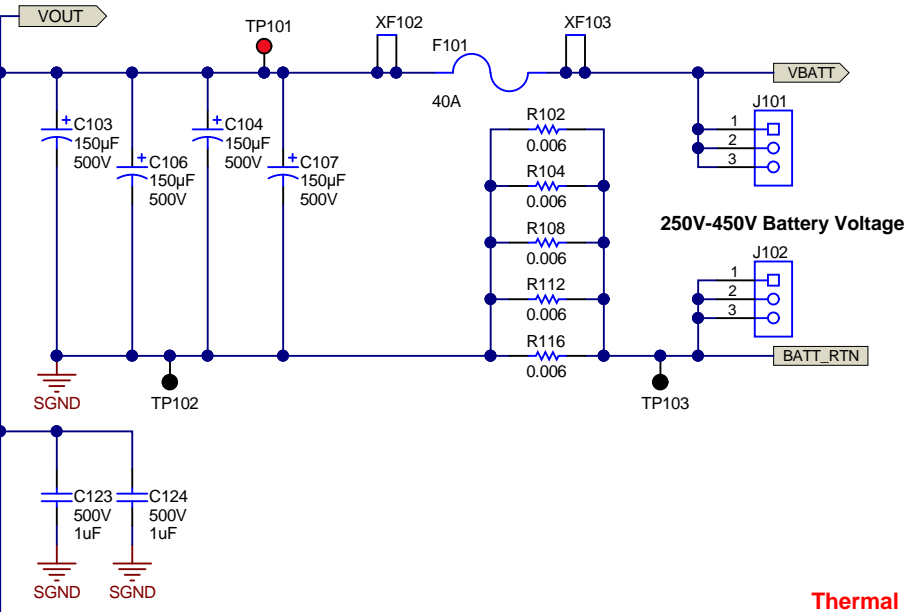 VOUT
TP101
XF102
XF103
F101
40A
VBATT
J101
1
2
3
C103
150µF
500V
C104
150µF
500V
C106
150µF
500V
C107
150µF
500V
R102
0.006
R104
0.006
R108
0.006
R112
0.006
R116
0.006
250V-450V Battery Voltage
J102
1
2
3
BATT_RTN
SGND
TP102
TP103
C123
500V
1uF
C124
500V
1uF
SGND
SGND
Thermal